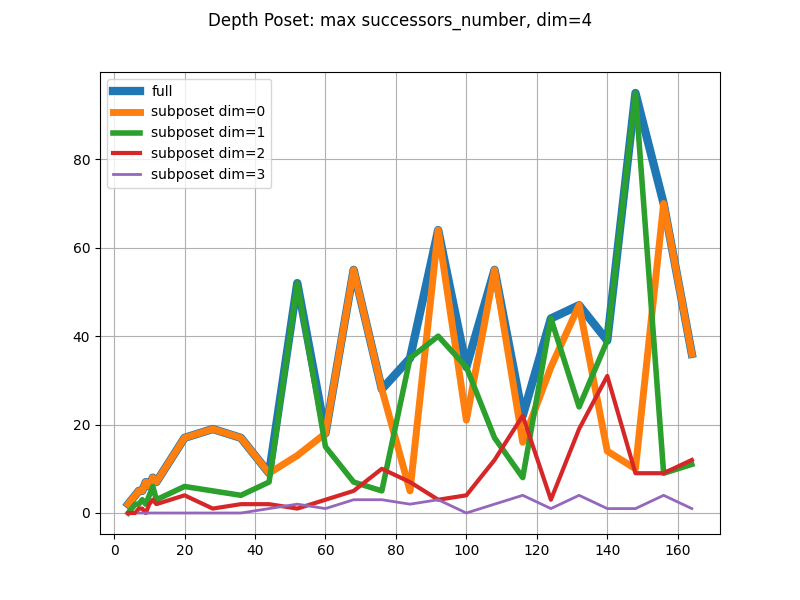 Depth Poset: max successors_number, dim=4
full
subposet dim=0
subposet dim=1
subposet dim=2
subposet dim=3
80
60
40
20
0
0 20 40 60 80 100 120 140 160